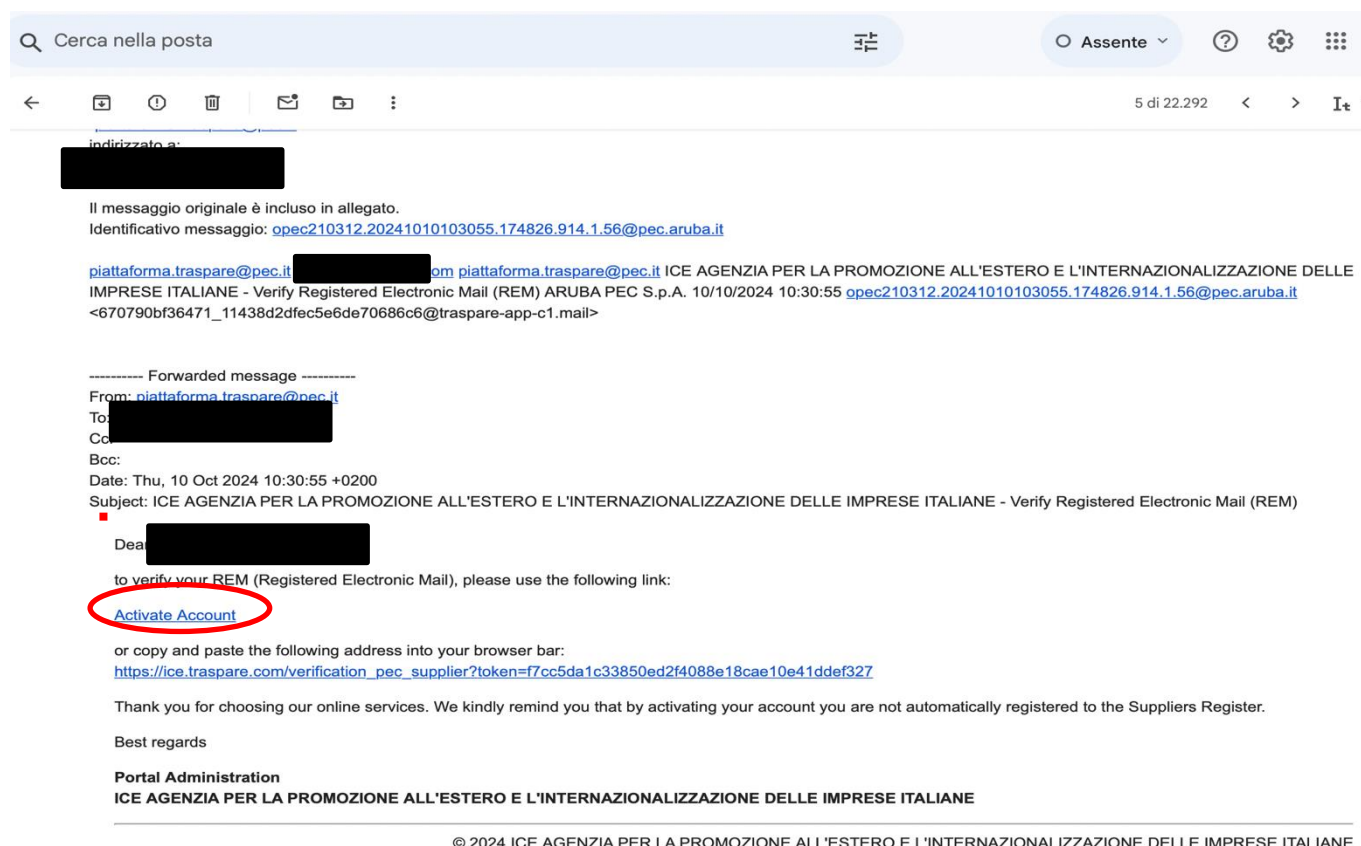 Cerca nella posta
Assente
5 di 22.292
indirizzato a:
Il messaggio originale è incluso in allegato.
Identificativo messaggio: opec210312.20241010103055.174826.914.1.56@pec.aruba.it
piattaforma.traspare@pec.it om piattaforma.traspare@pec.it ICE AGENZIA PER LA PROMOZIONE ALL'ESTERO E L'INTERNAZIONALIZZAZIONE DELLE
IMPRESE ITALIANE - Verify Registered Electronic Mail (REM) ARUBA PEC S.p.A. 10/10/2024 10:30:55 opec210312.20241010103055.174826.914.1.56@pec.aruba.it
<670790bf36471_11438d2dfec5e6de70686c6@traspare-app-c1.mail>
---------- Forwarded message ----------
From: piattaforma.traspare@pec.it
To:
Cc:
Bcc:
Date: Thu, 10 Oct 2024 10:30:55 +0200
Subject: ICE AGENZIA PER LA PROMOZIONE ALL'ESTERO E L'INTERNAZIONALIZZAZIONE DELLE IMPRESE ITALIANE - Verify Registered Electronic Mail (REM)
Dear
to verify your REM (Registered Electronic Mail), please use the following link:
Activate Account
or copy and paste the following address into your browser bar:
https://ice.traspare.com/verification_pec_supplier?token=f7cc5da1c33850ed2f4088e18cae10e41ddef327
Thank you for choosing our online services. We kindly remind you that by activating your account you are not automatically registered to the Suppliers Register.
Best regards
Portal Administration
ICE AGENZIA PER LA PROMOZIONE ALL'ESTERO E L'INTERNAZIONALIZZAZIONE DELLE IMPRESE ITALIANE
© 2024 ICE AGENZIA PER LA PROMOZIONE ALL'ESTERO E L'INTERNAZIONALIZZAZIONE DELLE IMPRESE ITALIANE